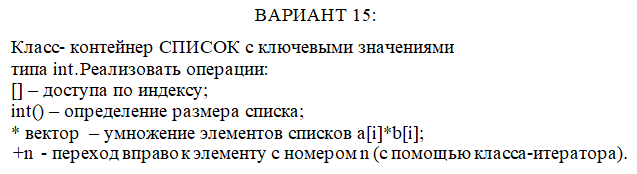 ВАРИАНТ 15:
Класс- контейнер СПИСОК с ключевыми значениями
типа int.Реализовать операции:
[] – доступа по индексу;
int() – определение размера списка;
* вектор – умножение элементов списков a[i]*b[i];
+n - переход вправо к элементу с номером n (с помощью класса-итератора).